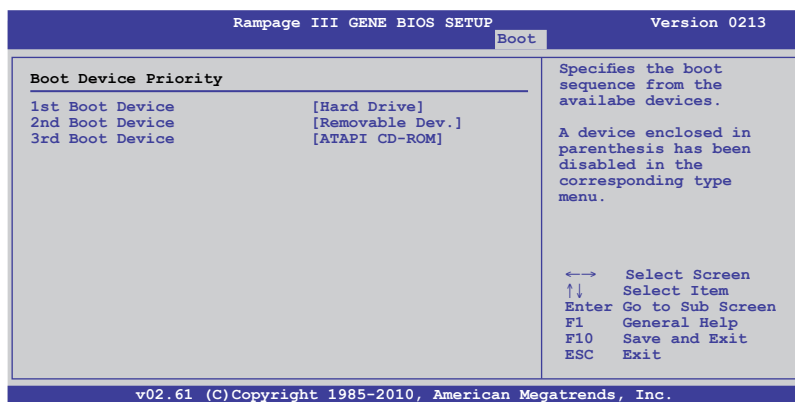 Rampage III GENE BIOS SETUP Version 0213
Boot
Boot Device Priority
1st Boot Device [Hard Drive]
2nd Boot Device [Removable Dev.]
3rd Boot Device [ATAPI CD-ROM]
Specifies the boot
sequence from the
availabe devices.
A device enclosed in
parenthesis has been
disabled in the
corresponding type
menu.
←→ Select Screen
↑↓ Select Item
Enter Go to Sub Screen
F1 General Help
F10 Save and Exit
ESC Exit
v02.61 (C)Copyright 1985-2010, American Megatrends, Inc.